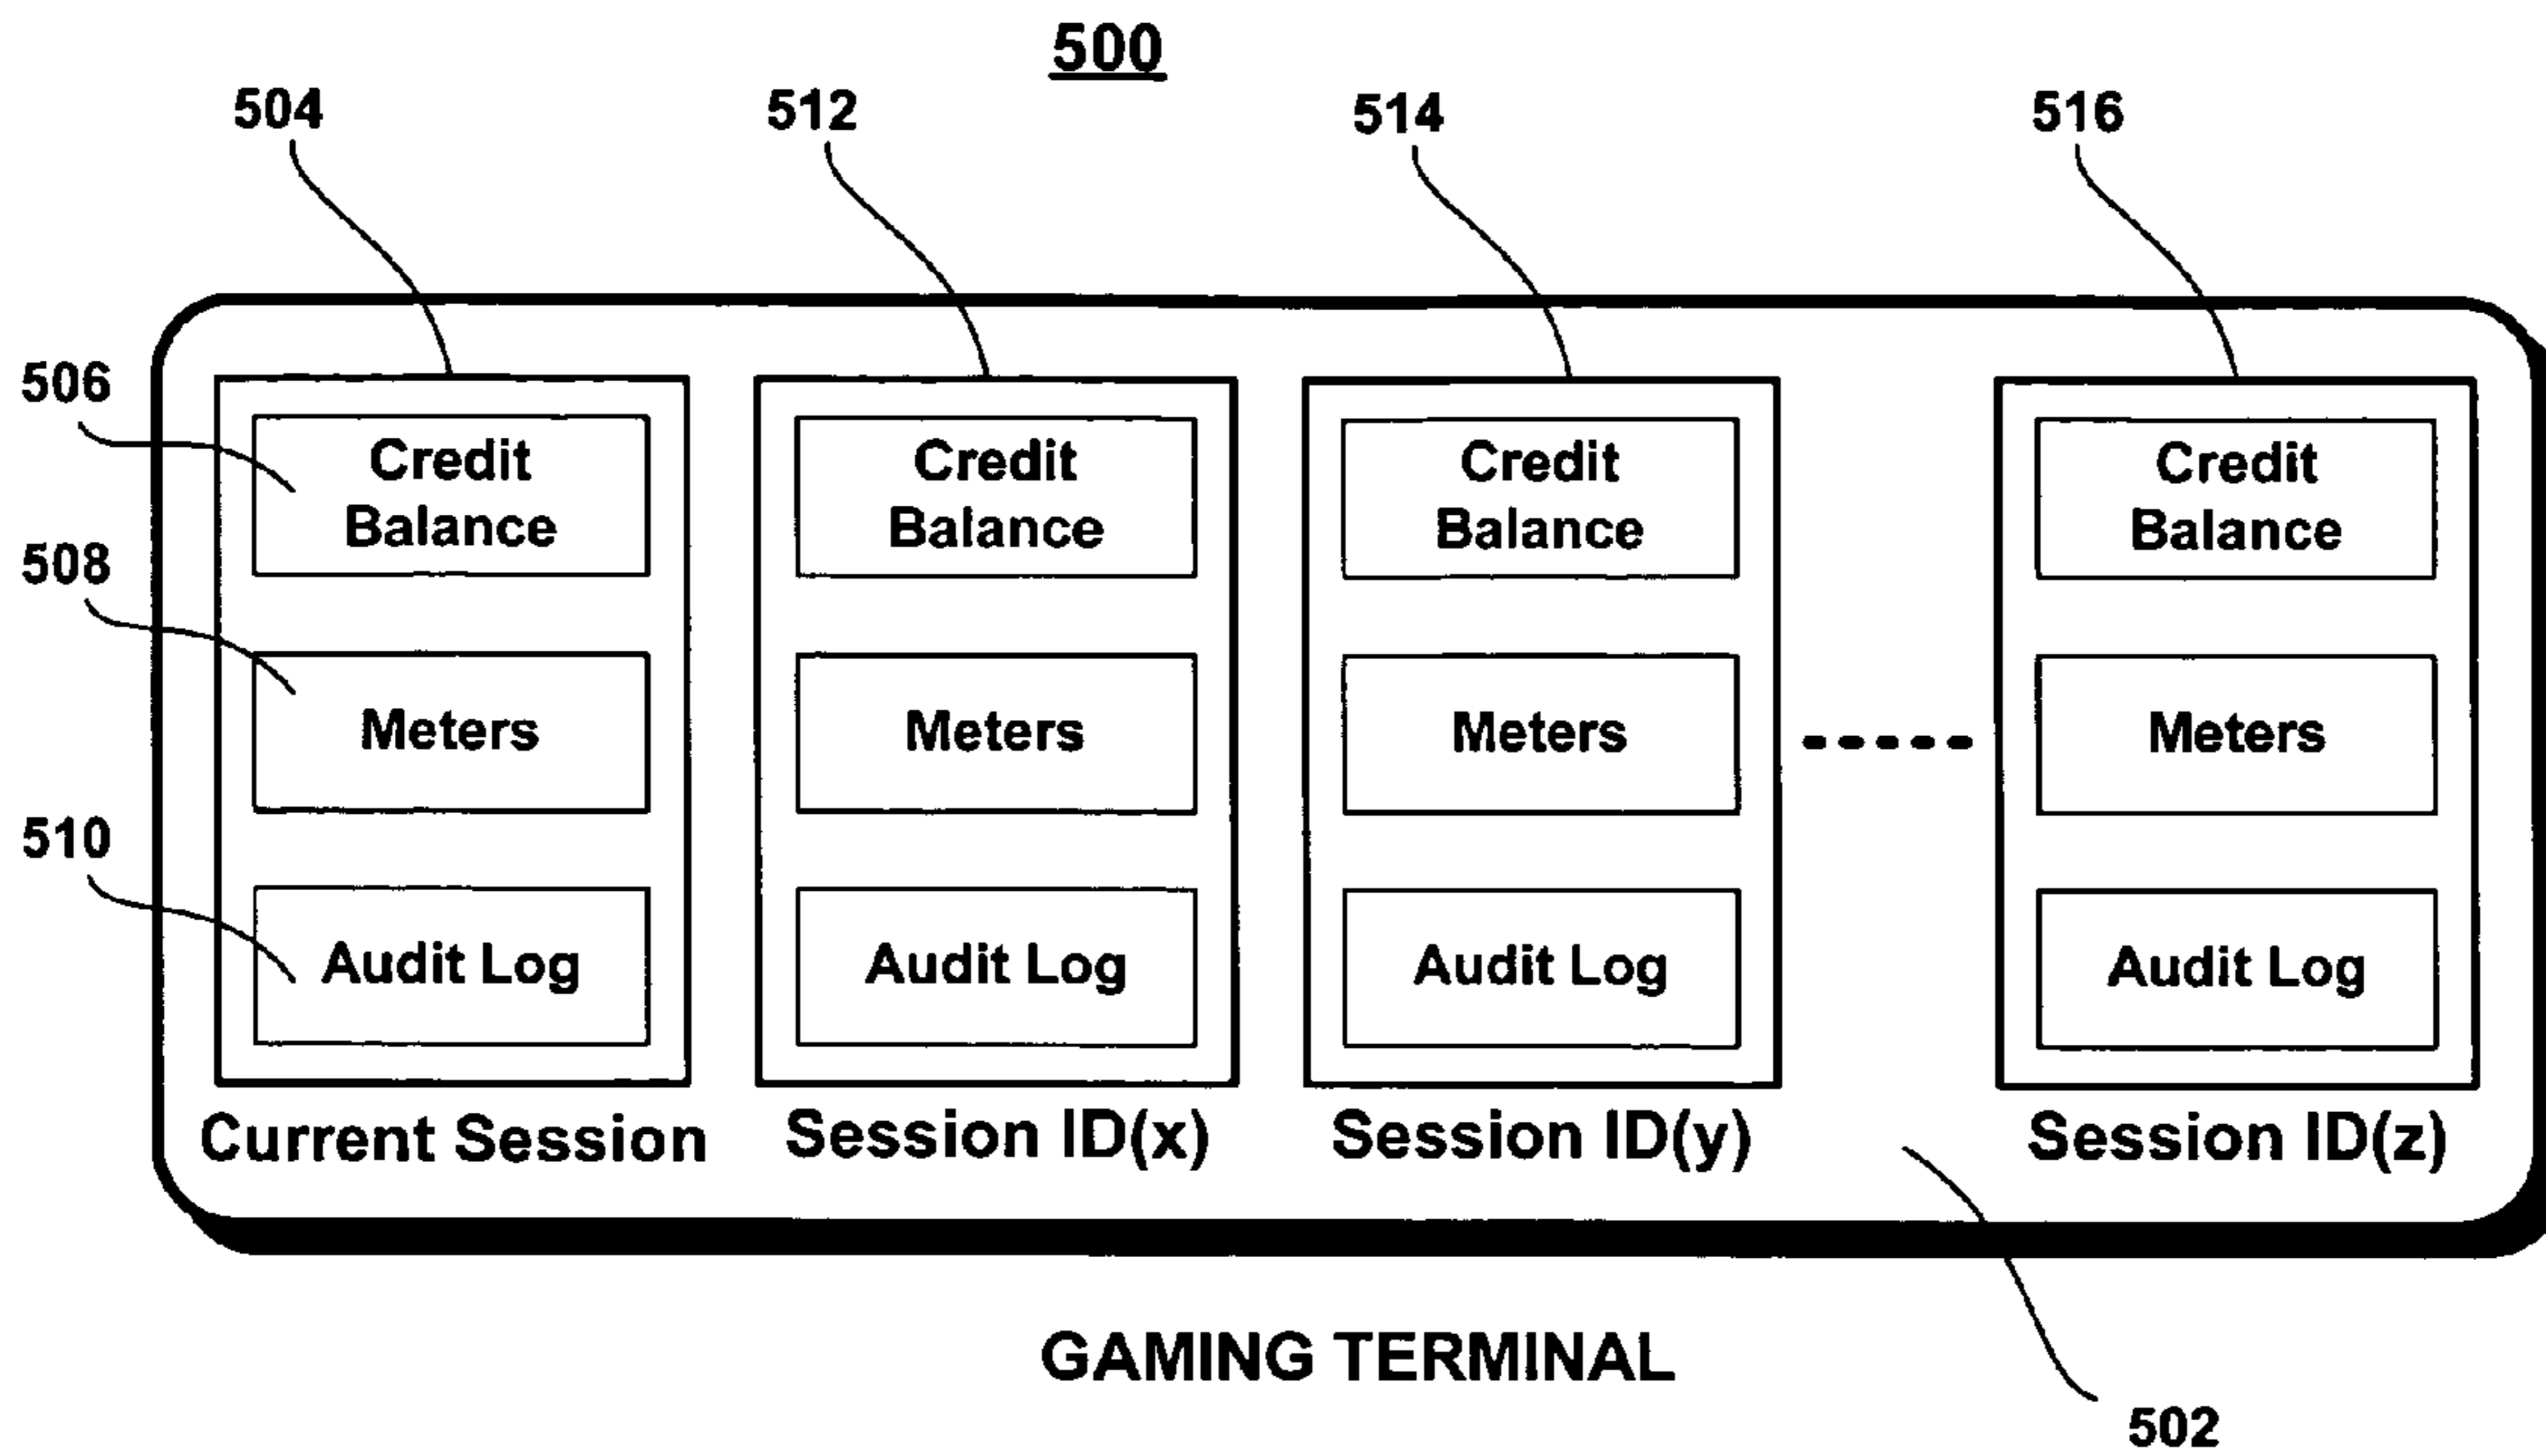 500
504
512
514
516
506
508
510
Credit
Balance
Meters
Audit Log
Current Session
Credit
Balance
Meters
Audit Log
Session ID(x)
Credit
Balance
Meters
Audit Log
Session ID(y)
Credit
Balance
Meters
Audit Log
Session ID(z)
GAMING TERMINAL
502